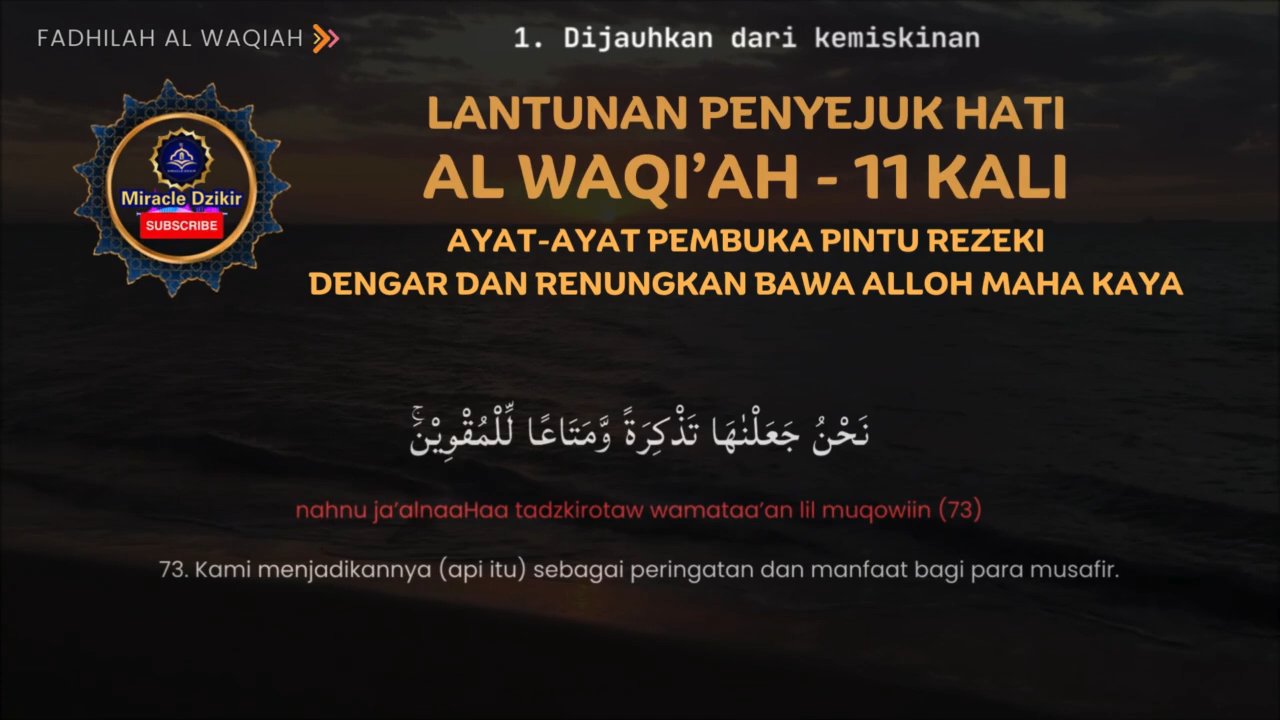 FADHILAH AL WAQIAH
1. Dijauhkan dari kemiskinan
LANTUNAN PENYEJUK HATI
AL WAQI'AH - 11 KALI
AYAT-AYAT PEMBUKA PINTU REZEKI
DENGAR DAN RENUNGKAN BAWA ALLOH MAHA KAYA
Miracle Dzikir
SUBSCRIBE
نَحْنُ جَعَلْنٰهَا تَذْكِرَةً وَّمَتَاعًا لِّلْمُقْوِيْنَۚ
nahnu ja’alnaaHaa tadzkirotaw wamataa’an lil muqowiin (73)
73. Kami menjadikannya (api itu) sebagai peringatan dan manfaat bagi para musafir.